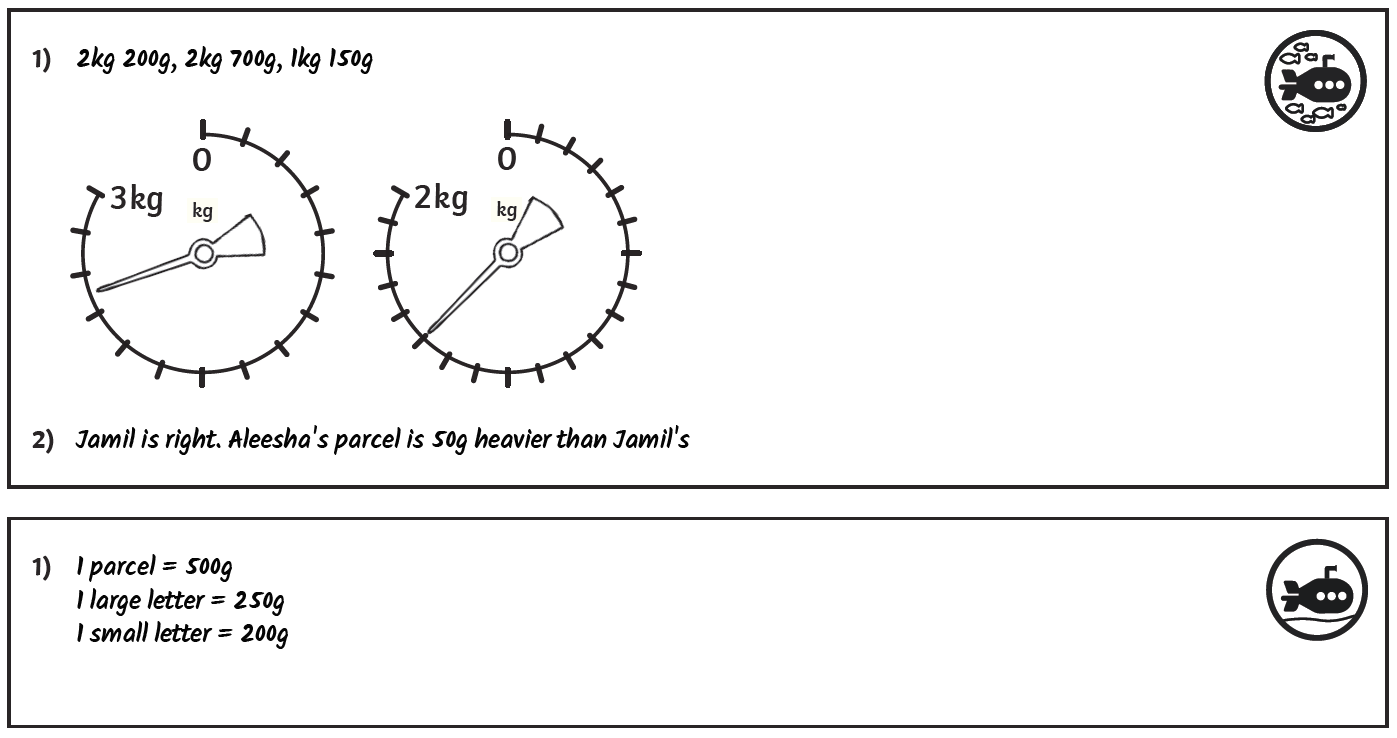 1) 2kg 200g, 2kg 700g, 1kg 150g
0
3kg
kg
0
2kg
kg
2) Jamil is right. Aleesha's parcel is 50g heavier than Jamil's
1) 1 parcel = 500g
1 large letter = 250g
1 small letter = 200g